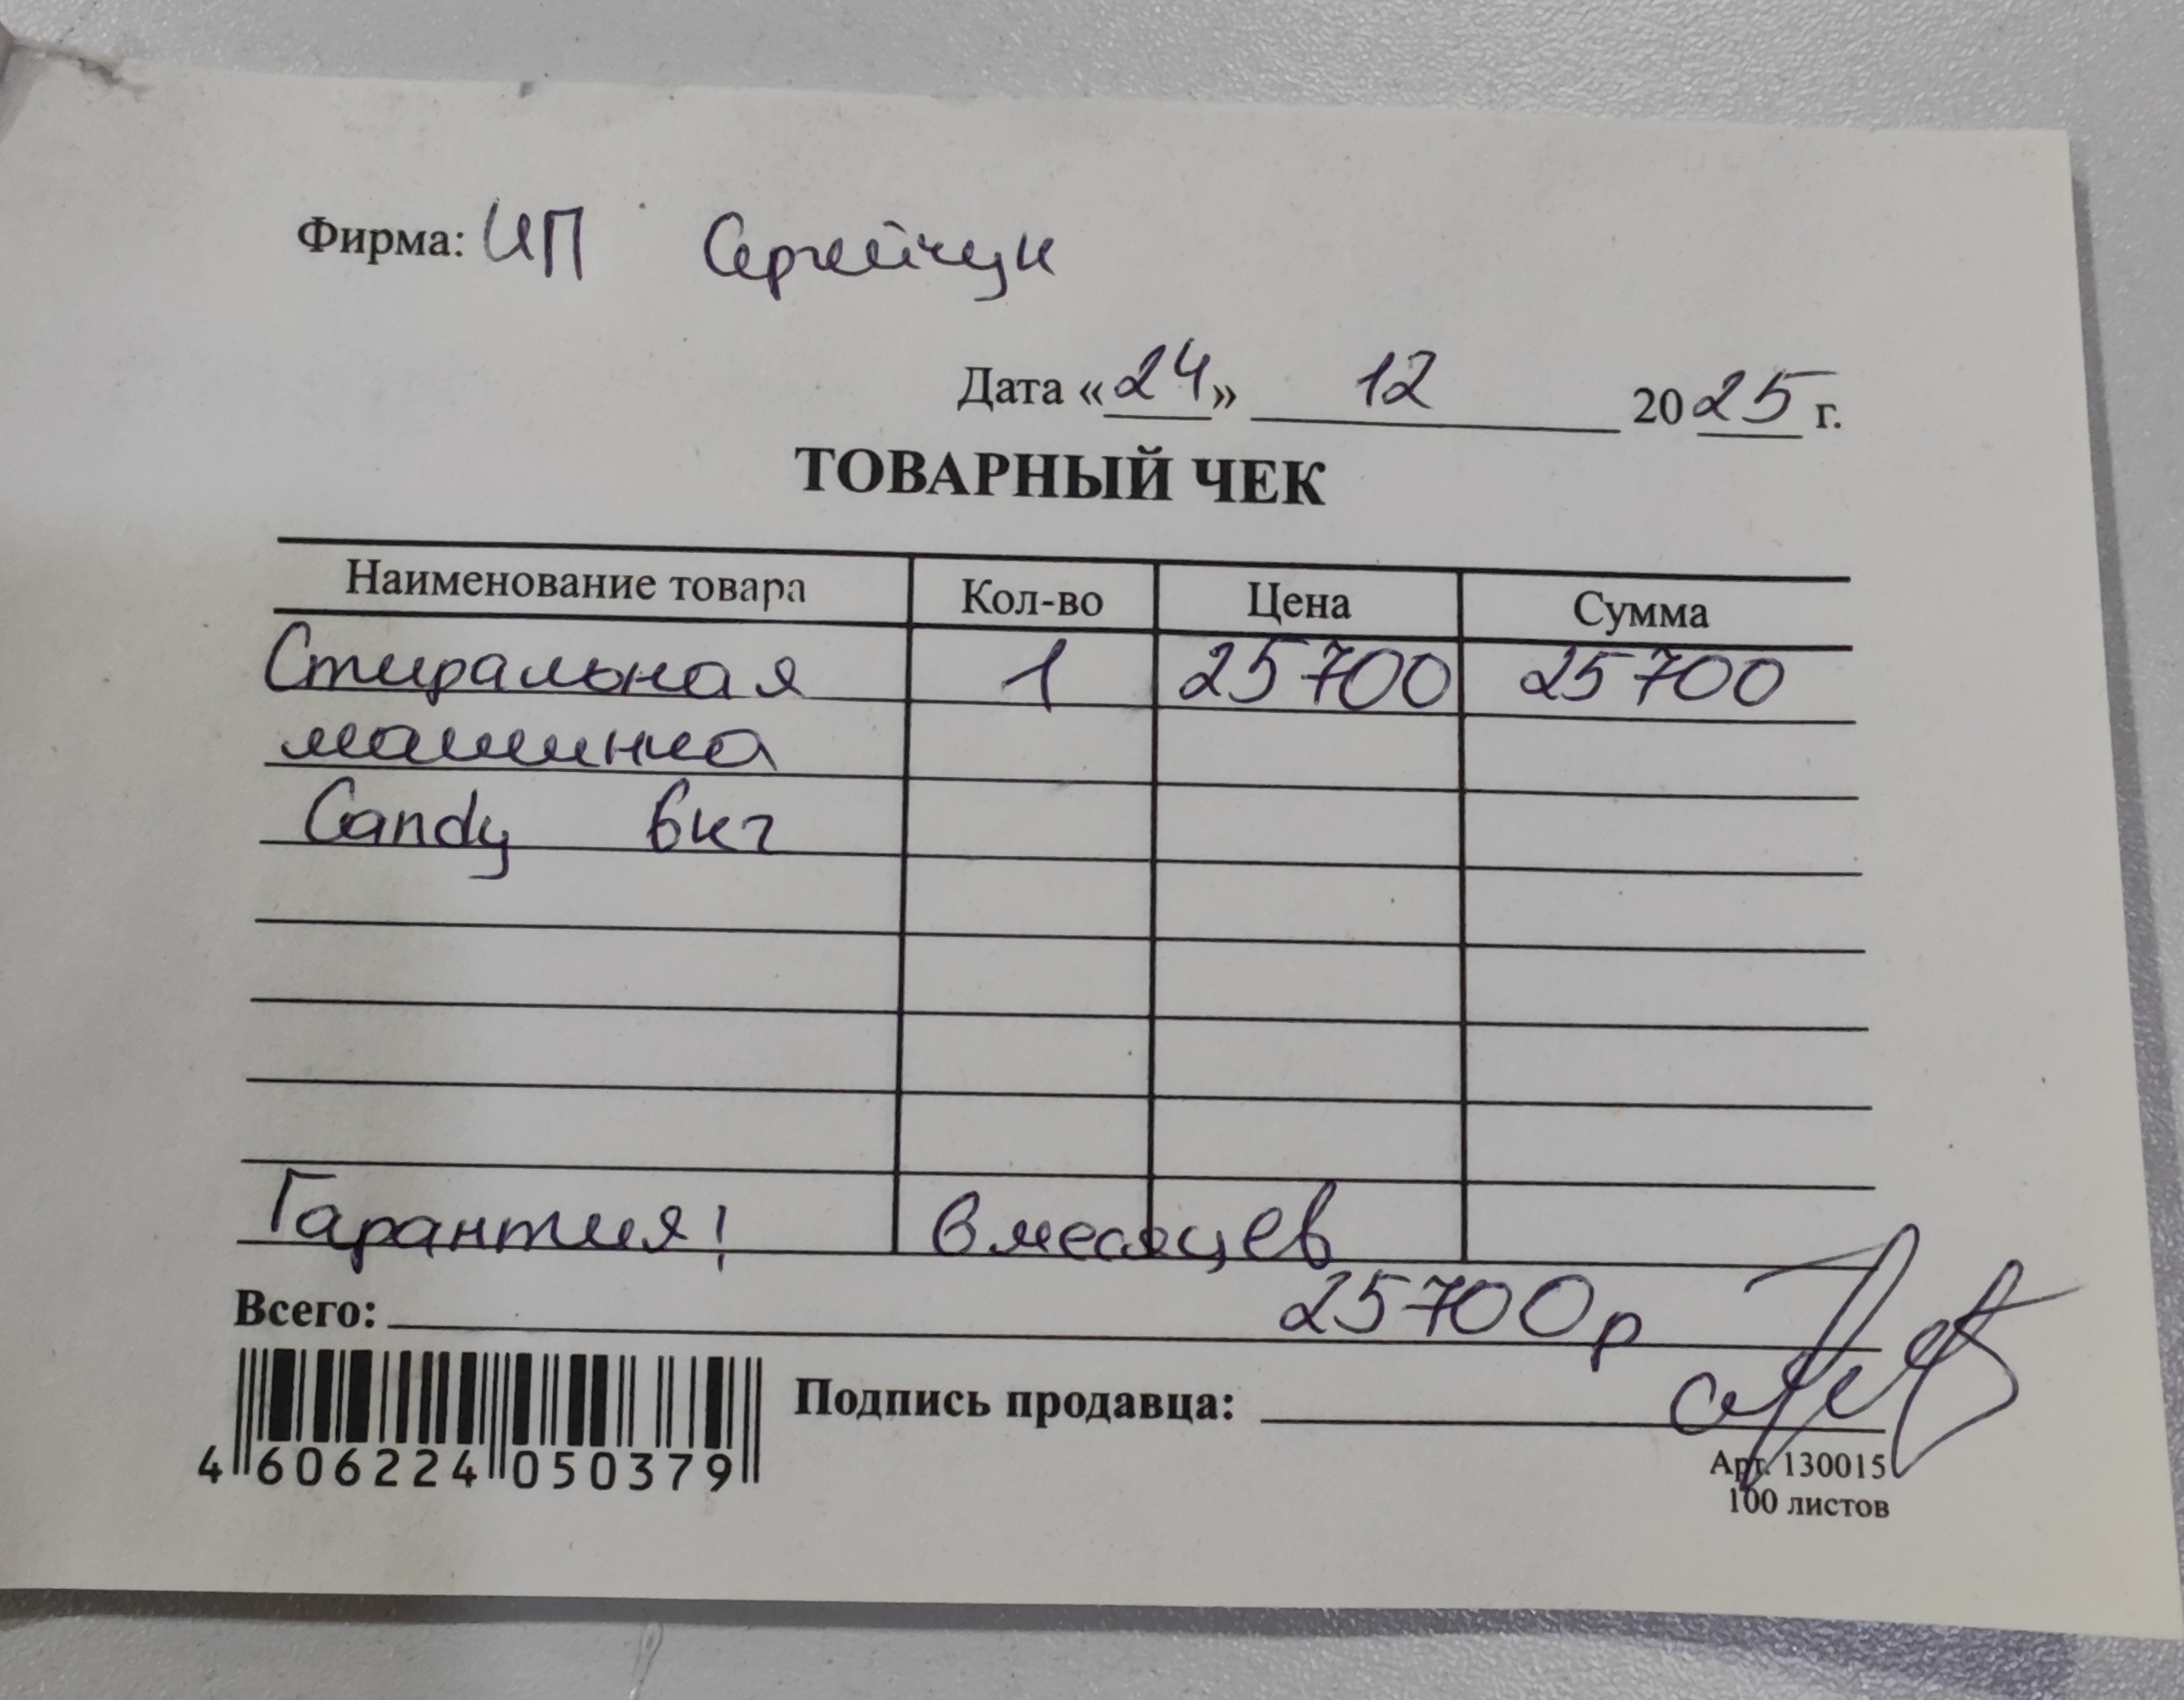 Фирма: ИП Сергейчук
Дата «24» 12 2025 г.
ТОВАРНЫЙ ЧЕК
Наименование товара Кол-во Цена Сумма
Стиральная 1 25700 25700
машинка
Candy 6кг
Гарантия! 6 месяцев
Всего: 25700р
Подпись продавца:
4 606224 050379
Арт. 130015
100 листов